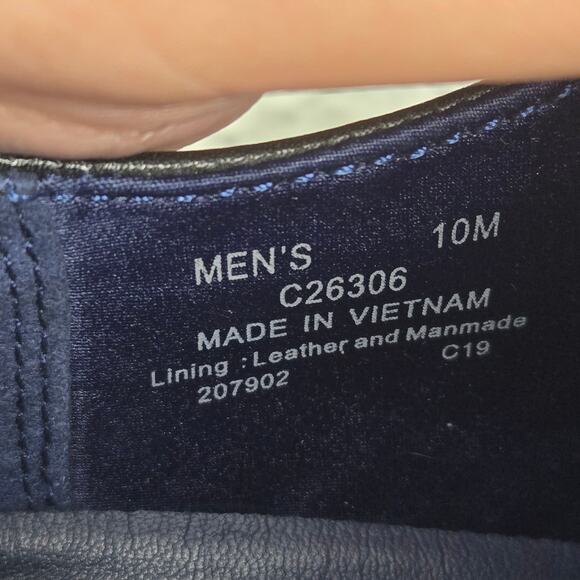 MEN'S 10M
C26306
MADE IN VIETNAM
Lining :Leather and Manmade
207902 C19